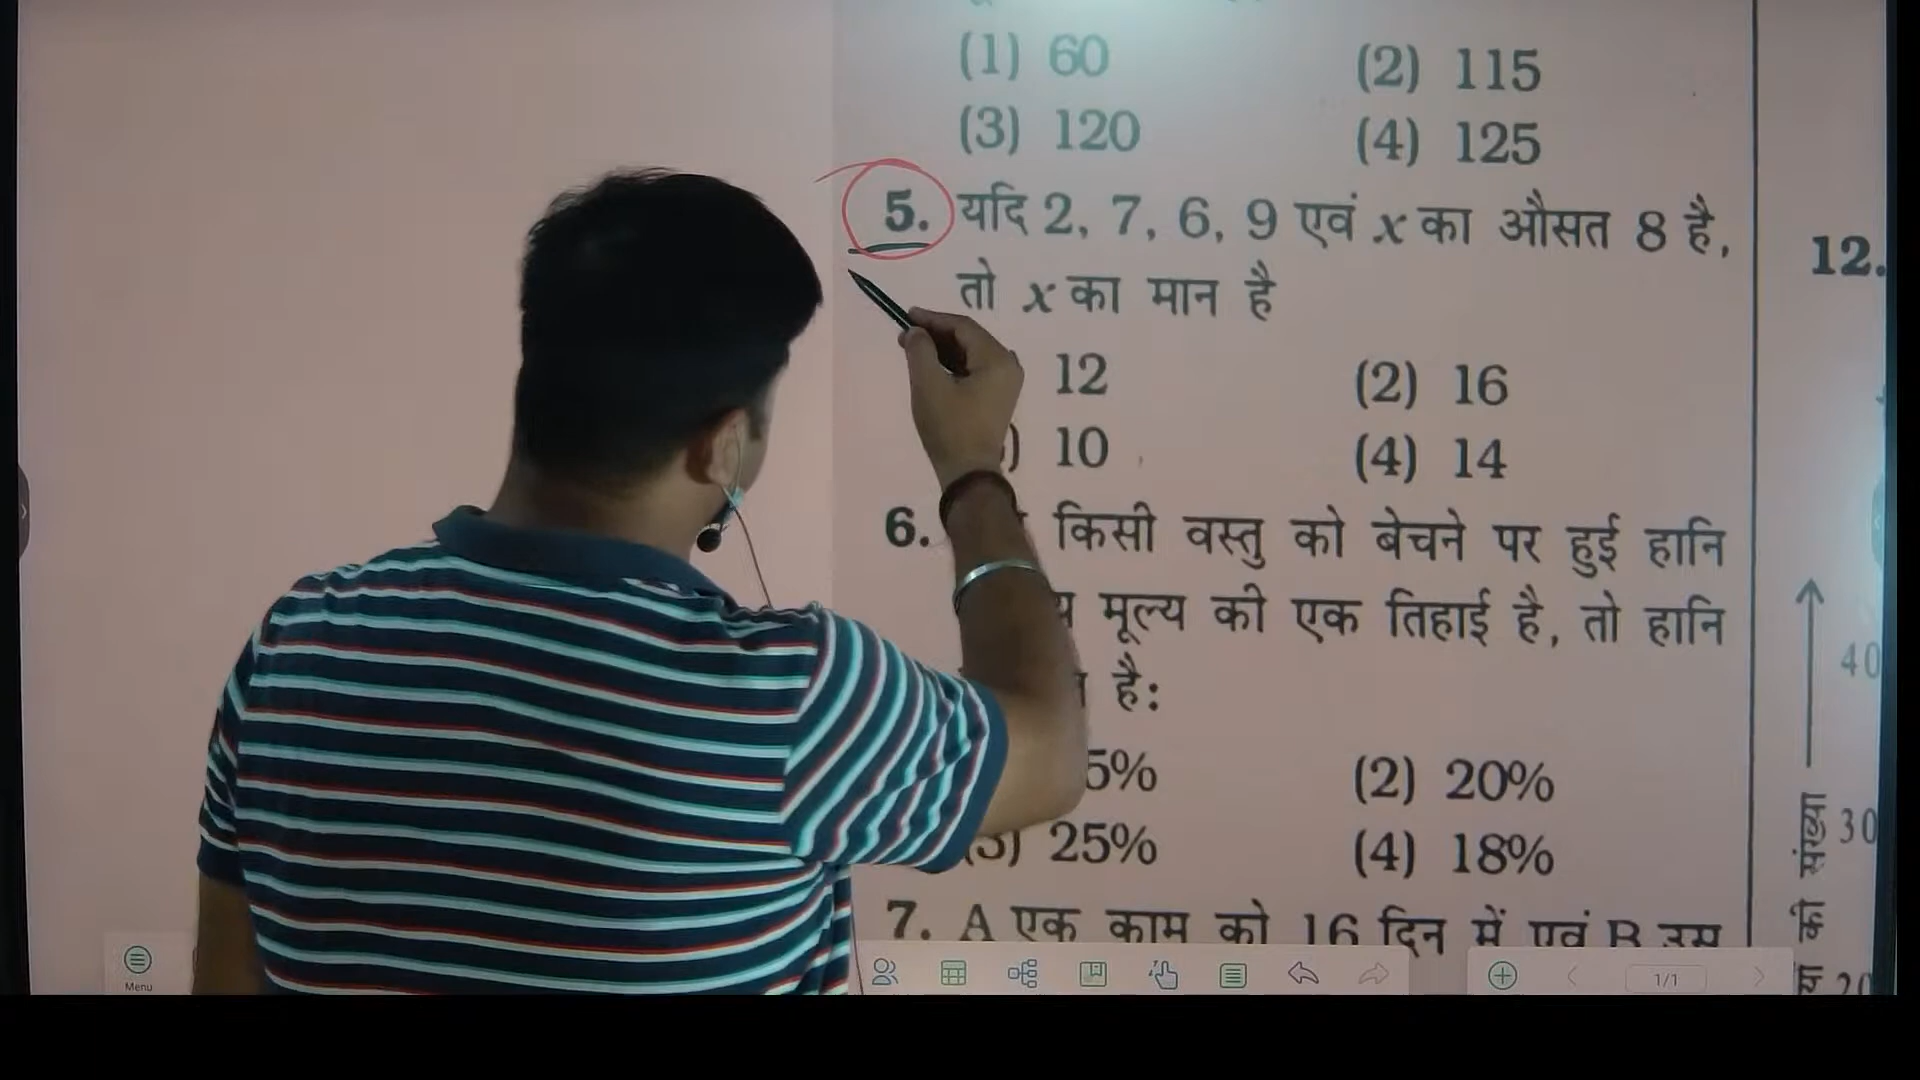 (1) 60 (2) 115
(3) 120 (4) 125
5. यदि 2, 7, 6, 9 एवं x का औसत 8 है,
तो x का मान है
12 (2) 16
) 10 (4) 14
6. किसी वस्तु को बेचने पर हुई हानि
मूल्य की एक तिहाई है, तो हानि
है:
5% (2) 20%
(3) 25% (4) 18%
7. A एक काम को 16 दिन में एवं B उस
12.
40
30
20
संख्या
की
Menu
1/1